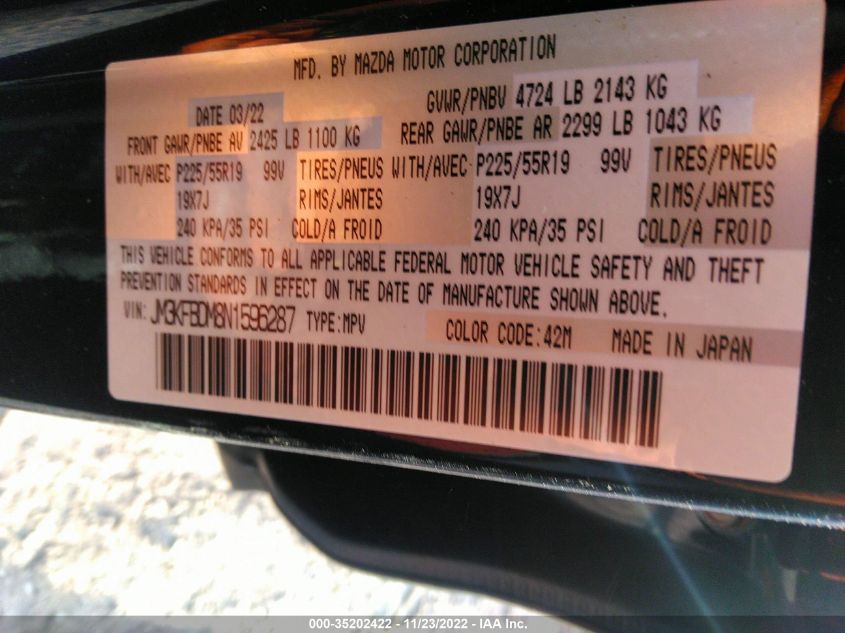 MFD. BY MAZDA MOTOR CORPORATION
DATE 03/22 GVWR/PNBV 4724 LB 2143 KG
FRONT GAWR/PNBE AV 2425 LB 1100 KG REAR GAWR/PNBE AR 2299 LB 1043 KG
WITH/AVEC P225/55R19 99V TIRES/PNEUS WITH/AVEC P225/55R19 99V TIRES/PNEUS
19X7J RIMS/JANTES 19X7J RIMS/JANTES
240 KPA/35 PSI COLD/A FROID 240 KPA/35 PSI COLD/A FROID
THIS VEHICLE CONFORMS TO ALL APPLICABLE FEDERAL MOTOR VEHICLE SAFETY AND THEFT
PREVENTION STANDARDS IN EFFECT ON THE DATE OF MANUFACTURE SHOWN ABOVE.
VIN: JM3KFBDM8N1596287 TYPE:MPV COLOR CODE:42M MADE IN JAPAN
000-35202422 - 11/23/2022 - IAA Inc.